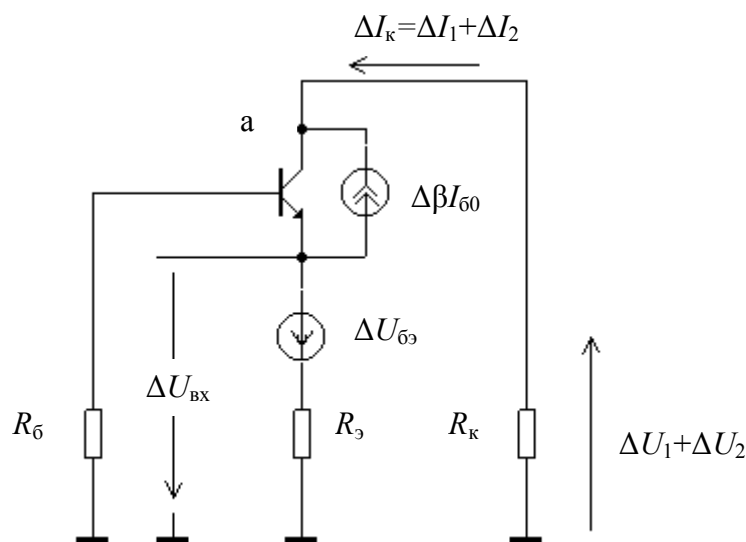 ΔIк=ΔI1+ΔI2
а
ΔβIб0
ΔUбэ
ΔUвх
Rб
Rэ
Rк
ΔU1+ΔU2